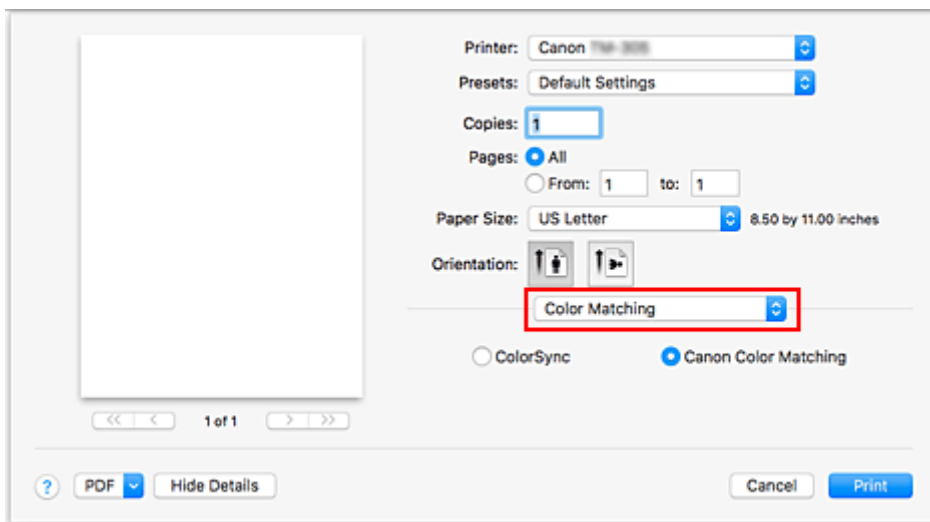 Printer: Canon
Presets: Default Settings
Copies: 1
Pages: All
From: 1 to: 1
Paper Size: US Letter 8.50 by 11.00 inches
Orientation:
Color Matching
ColorSync Canon Color Matching
<< < 1 of 1 > >>
? PDF Hide Details Cancel Print